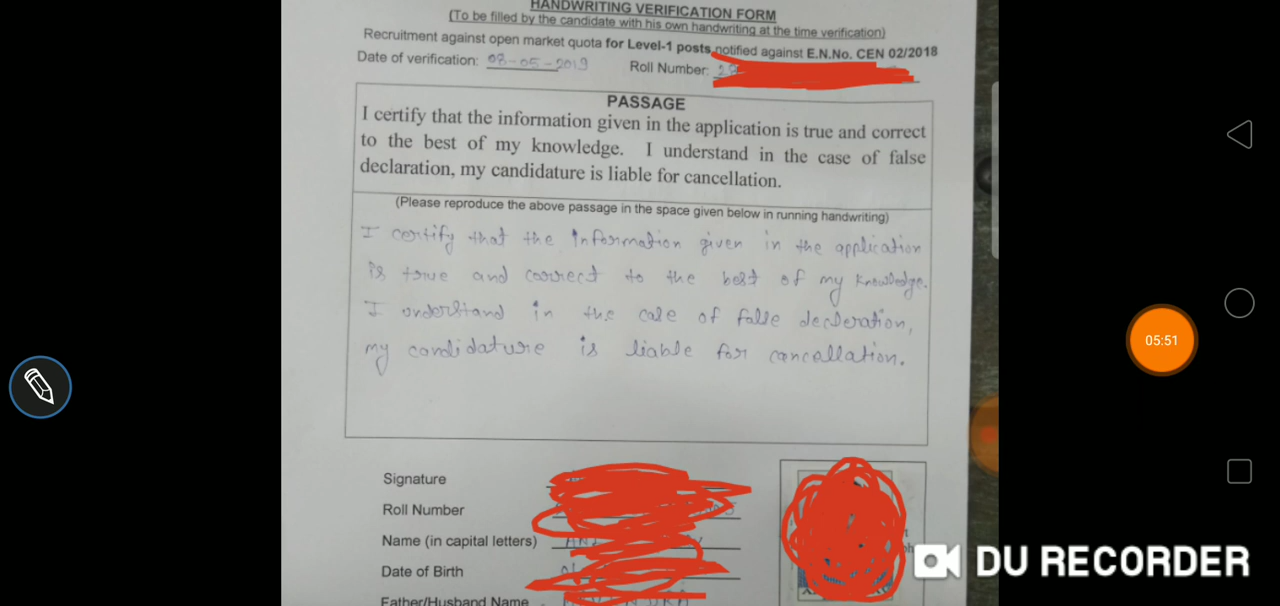 HANDWRITING VERIFICATION FORM
(To be filled by the candidate with his own handwriting at the time verification)
Recruitment against open market quota for Level-1 posts notified against E.N.No. CEN 02/2018
Date of verification: 03-05-2019 Roll Number:
PASSAGE
I certify that the information given in the application is true and correct
to the best of my knowledge. I understand in the case of false
declaration, my candidature is liable for cancellation.
(Please reproduce the above passage in the space given below in running handwriting)
I certify that the information given in the application
is true and correct to the best of my knowledge.
I understand in the case of false decleration,
my candidature is liable for cancellation.
Signature
Roll Number
Name (in capital letters)
Date of Birth
Father/Husband Name
05:51
DU RECORDER